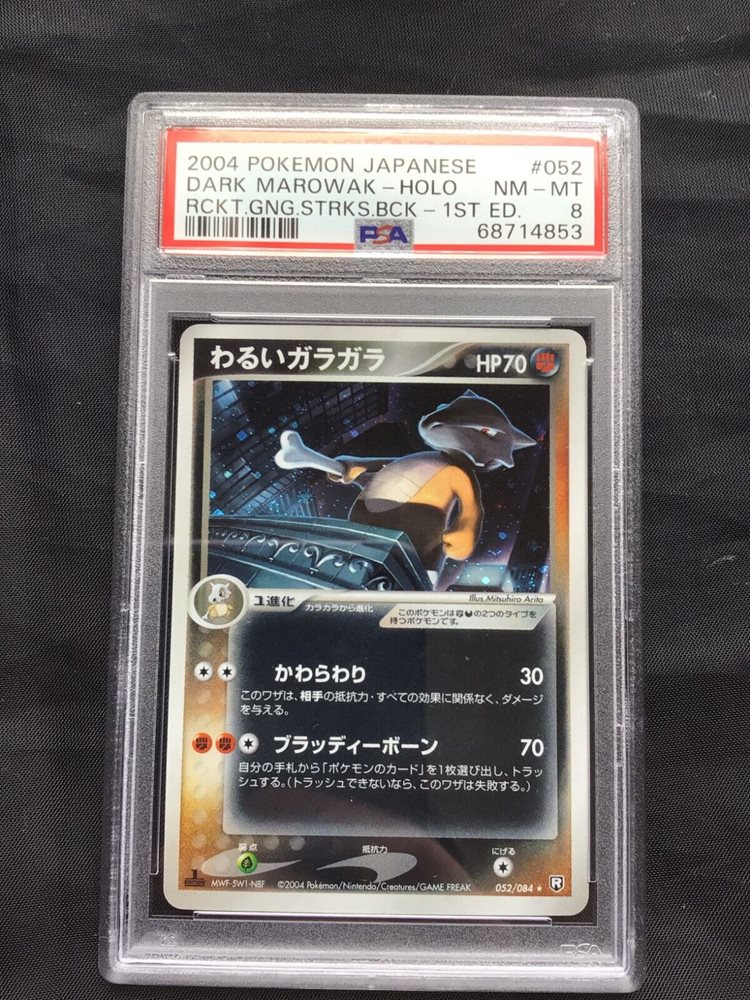 2004 POKEMON JAPANESE #052
DARK MAROWAK-HOLO NM-MT
RCKT.GNG.STRKS.BCK-1ST ED. 8
PSA 68714853
わるいガラガラ HP70
Illus.Mitsuhiro Arita
1進化 カラカラから進化
このポケモンは の2つのタイプを
持つポケモンです。
かわらわり 30
このワザは、相手の抵抗力・すべての効果に関係なく、ダメージ
を与える。
ブラッディーボーン 70
自分の手札から「ポケモンのカード」を1枚選び出し、トラッ
シュする。(トラッシュできないなら、このワザは失敗する。)
弱点 抵抗力 にげる
1 EDITION MWF-5W1-N8F ©2004 Pokémon/Nintendo/Creatures/GAME FREAK 052/084 ★ R
PSA